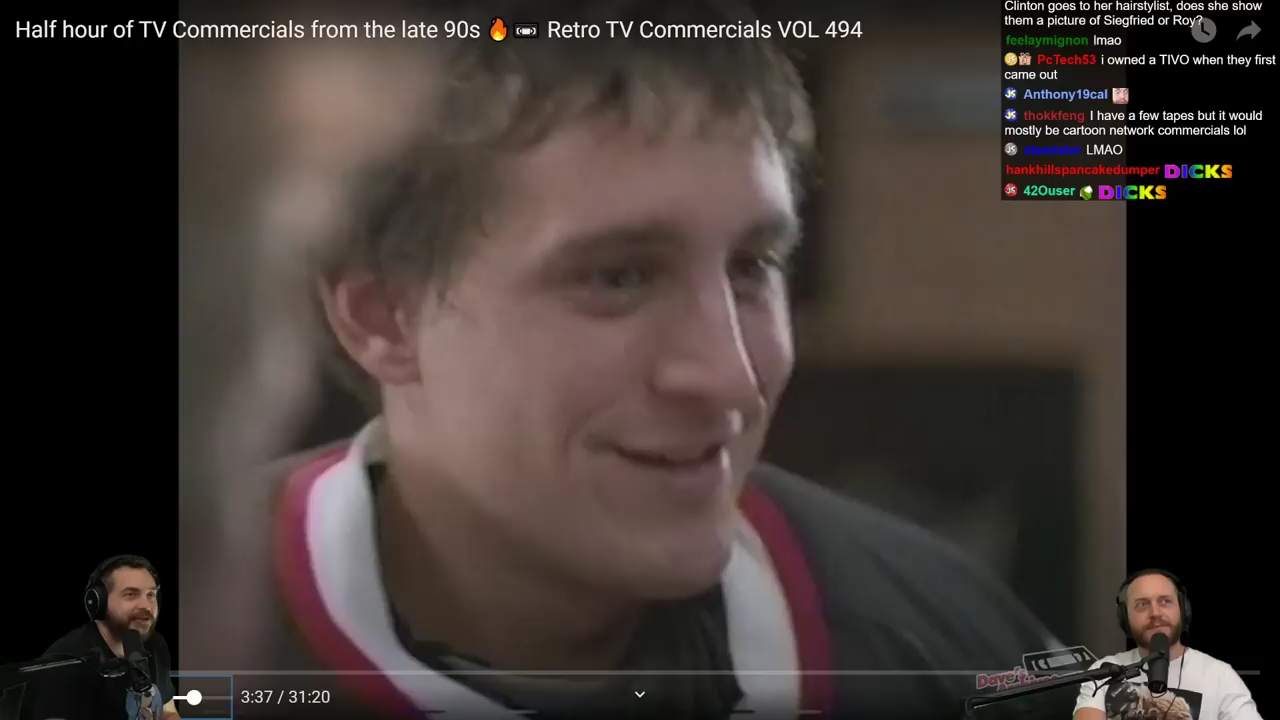 Half hour of TV Commercials from the late 90s 🔥📼 Retro TV Commercials VOL 494
Clinton goes to her hairstylist, does she show
them a picture of Siegfried or Roy?
feelaymignon lmao
PcTech53 i owned a TIVO when they first
came out
Anthony19cal
thokkfeng I have a few tapes but it would
mostly be cartoon network commercials lol
LMAO
hankhillspancakedumper DICKS
42Ouser DICKS
Dave's
3:37 / 31:20